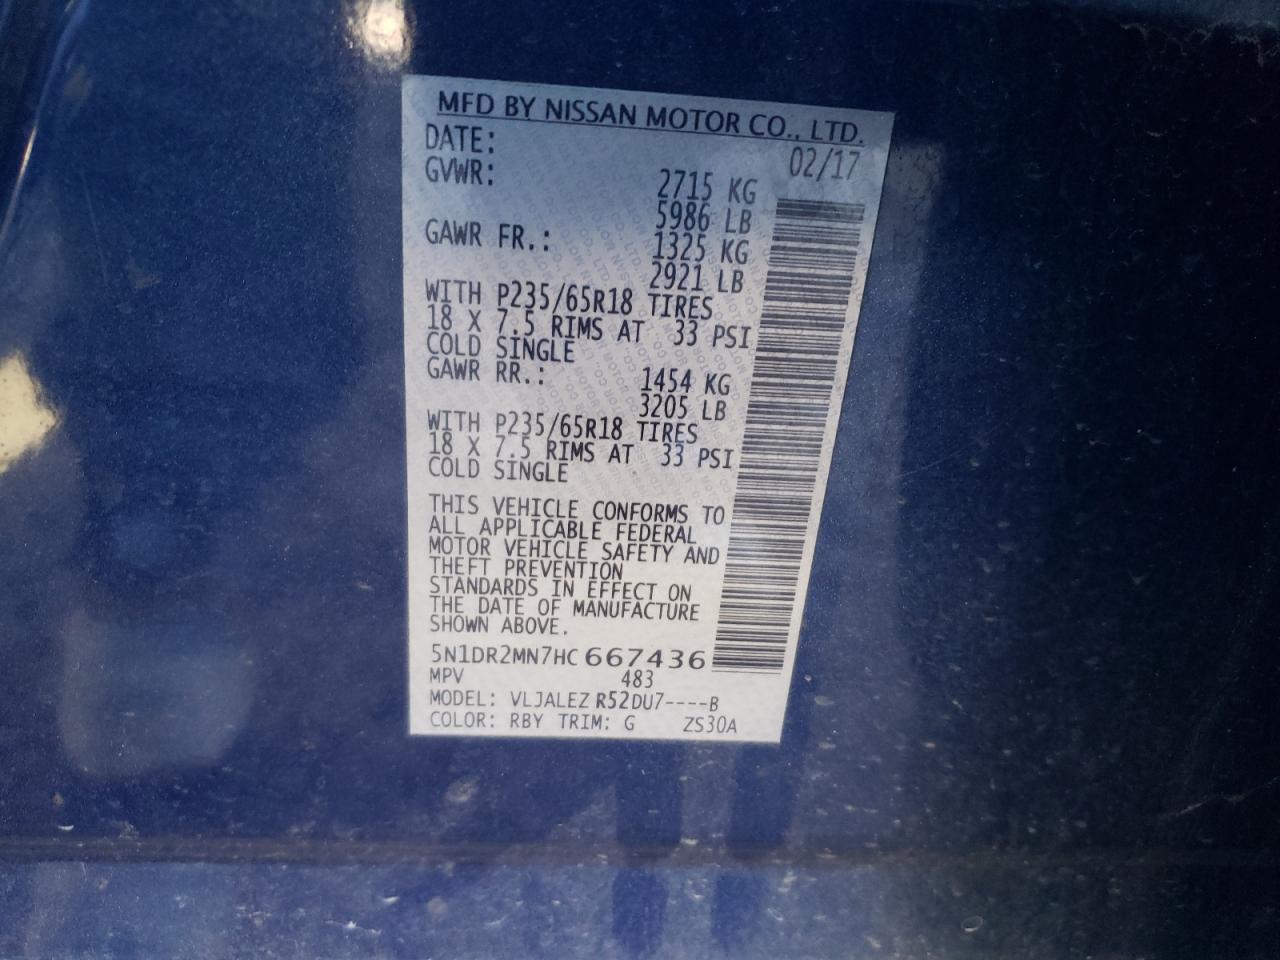 MFD BY NISSAN MOTOR CO., LTD.
DATE: 02/17
GVWR: 2715 KG
5986 LB
GAWR FR.: 1325 KG
2921 LB
WITH P235/65R18 TIRES
18 X 7.5 RIMS AT 33 PSI
COLD SINGLE
GAWR RR.: 1454 KG
3205 LB
WITH P235/65R18 TIRES
18 X 7.5 RIMS AT 33 PSI
COLD SINGLE
THIS VEHICLE CONFORMS TO
ALL APPLICABLE FEDERAL
MOTOR VEHICLE SAFETY AND
THEFT PREVENTION
STANDARDS IN EFFECT ON
THE DATE OF MANUFACTURE
SHOWN ABOVE.
5N1DR2MN7HC667436
MPV 483
MODEL: VLJALEZ R52DU7----B
COLOR: RBY TRIM: G ZS30A